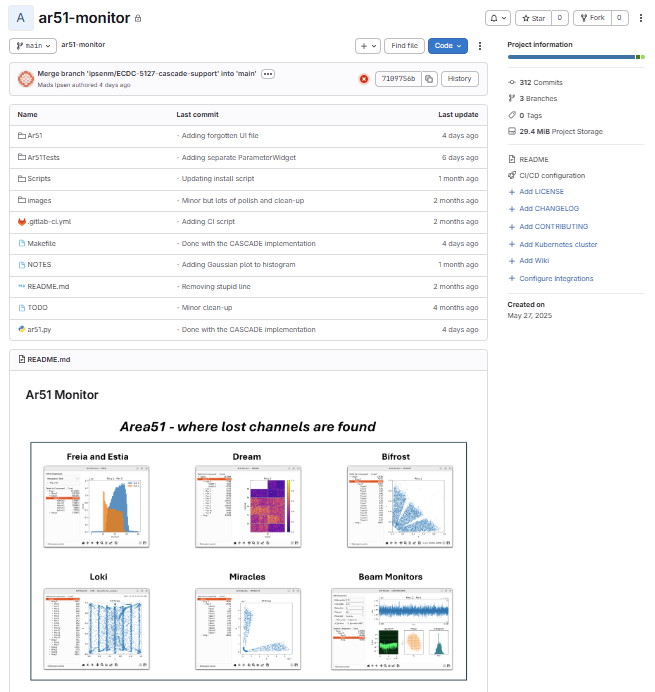 A ar51-monitor
Star 0 Fork 0
main ar51-monitor
Find file Code
Merge branch 'ipsenm/ECDC-5127-cascade-support' into 'main'
Mads Ipsen authored 4 days ago
7109756b History
Name Last commit Last update
Ar51 - Adding forgotten UI file 4 days ago
Ar51Tests - Adding separate ParameterWidget 6 days ago
Scripts - Updating install script 1 month ago
images - Minor but lots of polish and clean-up 2 months ago
.gitlab-ci.yml - Adding CI script 2 months ago
Makefile - Done with the CASCADE implementation 4 days ago
NOTES - Adding Gaussian plot to histogram 1 month ago
README.md - Removing stupid line 2 months ago
TODO - Minor clean-up 4 months ago
ar51.py - Done with the CASCADE implementation 4 days ago
README.md
Ar51 Monitor
Area51 - where lost channels are found
Freia and Estia Dream Bifrost
Loki Miracles Beam Monitors
Project information
312 Commits
3 Branches
0 Tags
29.4 MiB Project Storage
README
CI/CD configuration
Add LICENSE
Add CHANGELOG
Add CONTRIBUTING
Add Kubernetes cluster
Add Wiki
Configure Integrations
Created on
May 27, 2025